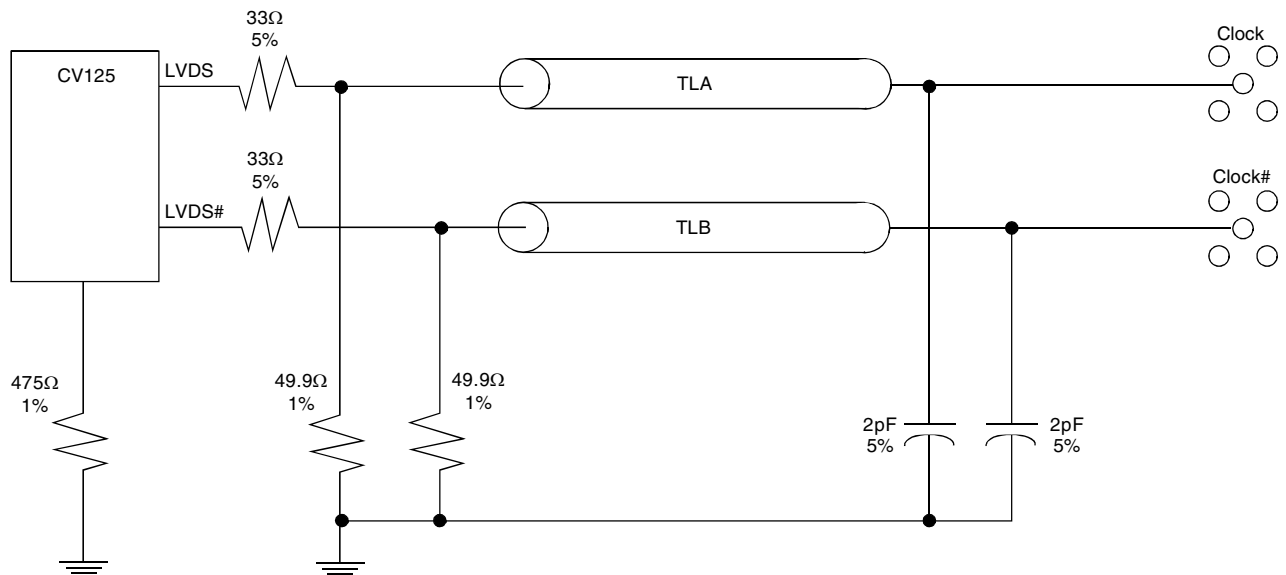 33Ω
5%
Clock
CV125
LVDS
TLA
33Ω
5%
Clock#
LVDS#
TLB
475Ω
1%
49.9Ω
1%
49.9Ω
1%
2pF
5%
2pF
5%